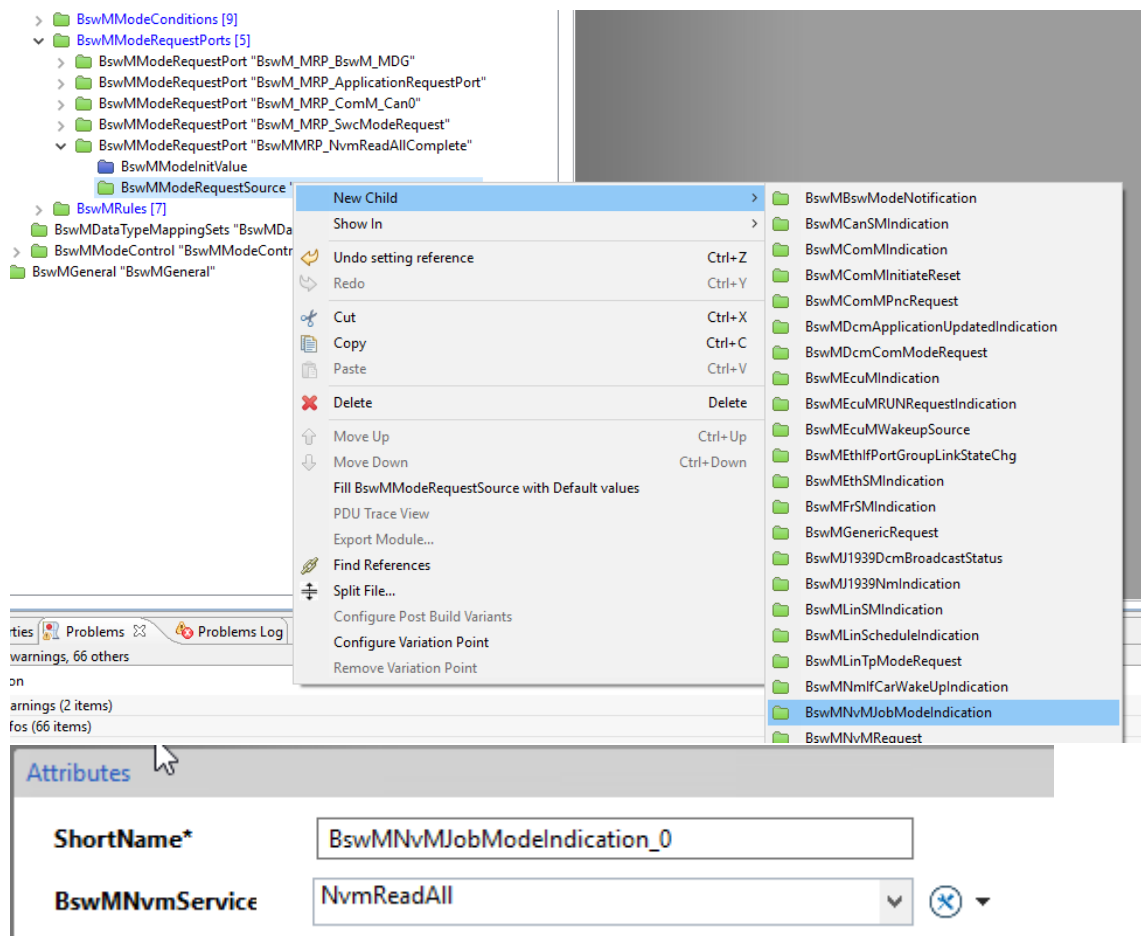 BswMModeConditions [9]
BswMModeRequestPorts [5]
BswMModeRequestPort "BswM_MRP_BswM_MDG"
BswMModeRequestPort "BswM_MRP_ApplicationRequestPort"
BswMModeRequestPort "BswM_MRP_ComM_Can0"
BswMModeRequestPort "BswM_MRP_SwcModeRequest"
BswMModeRequestPort "BswMMRP_NvmReadAllComplete"
BswMModeInitValue
BswMModeRequestSource "
BswMRules [7]
BswMDataTypeMappingSets "BswMDa
BswMModeControl "BswMModeContr
BswMGeneral "BswMGeneral"
New Child
Show In
Undo setting reference Ctrl+Z
Redo Ctrl+Y
Cut Ctrl+X
Copy Ctrl+C
Paste Ctrl+V
Delete Delete
Move Up Ctrl+Up
Move Down Ctrl+Down
Fill BswMModeRequestSource with Default values
PDU Trace View
Export Module...
Find References
Split File...
Configure Post Build Variants
Configure Variation Point
Remove Variation Point
BswMBswModeNotification
BswMCanSMIndication
BswMComMIndication
BswMComMInitiateReset
BswMComMPncRequest
BswMDcmApplicationUpdatedIndication
BswMDcmComModeRequest
BswMEcuMIndication
BswMEcuMRUNRequestIndication
BswMEcuMWakeupSource
BswMEthIfPortGroupLinkStateChg
BswMEthSMIndication
BswMFrSMIndication
BswMGenericRequest
BswMJ1939DcmBroadcastStatus
BswMJ1939NmIndication
BswMLinSMIndication
BswMLinScheduleIndication
BswMLinTpModeRequest
BswMNmIfCarWakeUpIndication
BswMNvMJobModeIndication
BswMNvMRequest
rties Problems Problems Log
warnings, 66 others
on
arnings (2 items)
fos (66 items)
Attributes
ShortName* BswMNvMJobModeIndication_0
BswMNvmService NvmReadAll